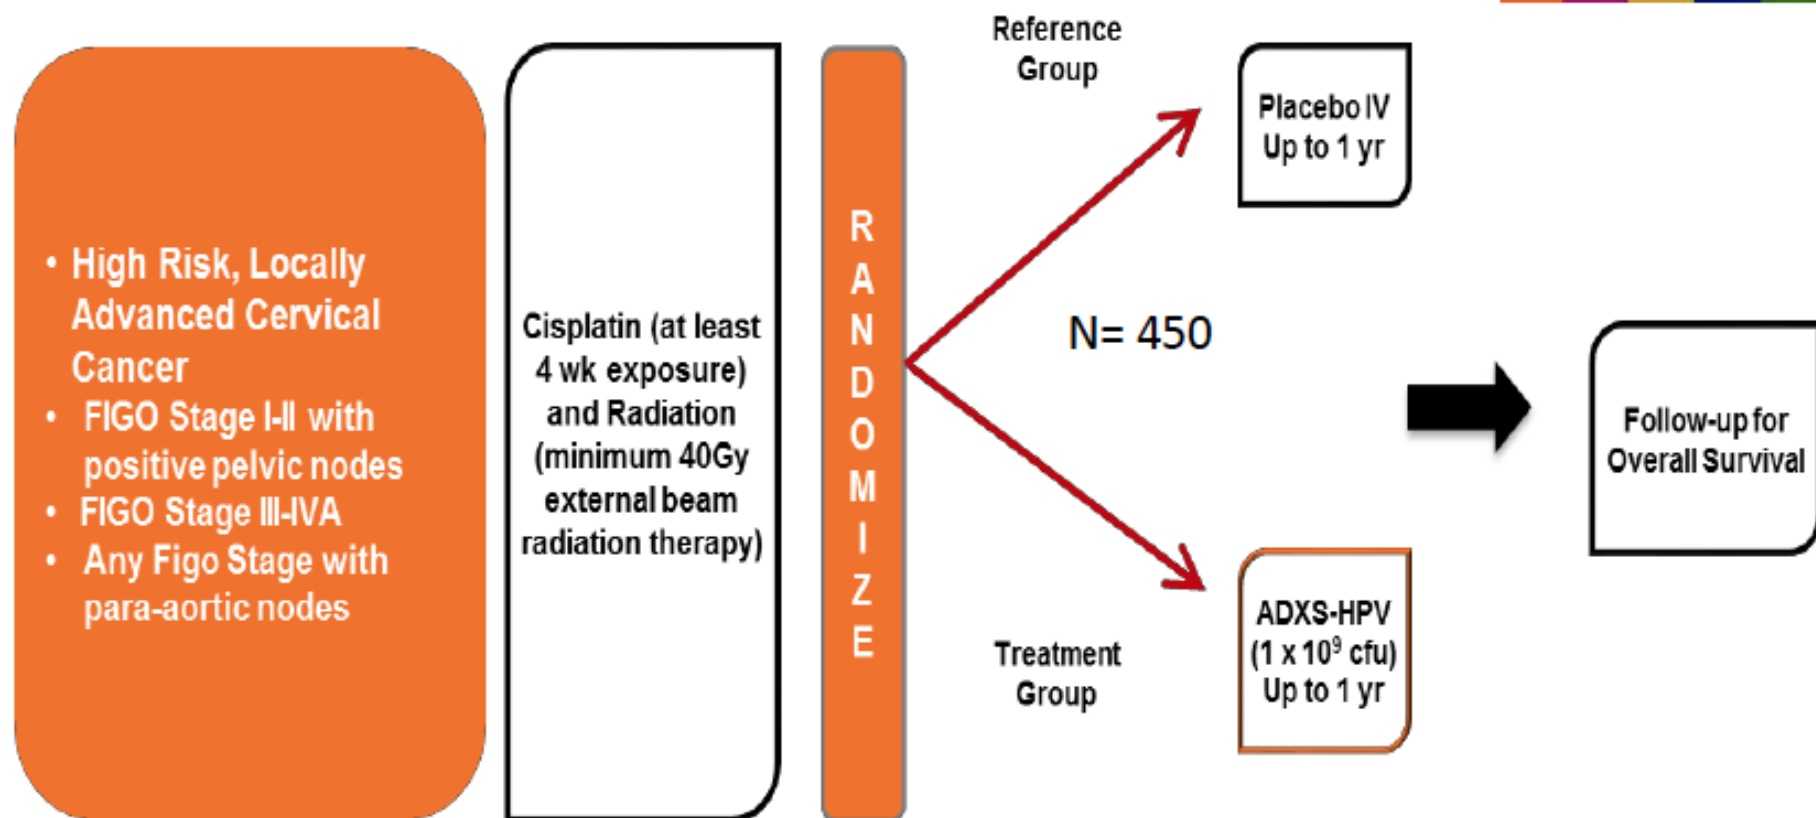 • High Risk, Locally
Advanced Cervical
Cancer
• FIGO Stage I-II with
positive pelvic nodes
• FIGO Stage III-IVA
• Any Figo Stage with
para-aortic nodes
Cisplatin (at least
4 wk exposure)
and Radiation
(minimum 40Gy
external beam
radiation therapy)
R
A
N
D
O
M
I
Z
E
Reference
Group
Placebo IV
Up to 1 yr
N= 450
Treatment
Group
ADXS-HPV
(1 x 10⁹ cfu)
Up to 1 yr
Follow-up for
Overall Survival